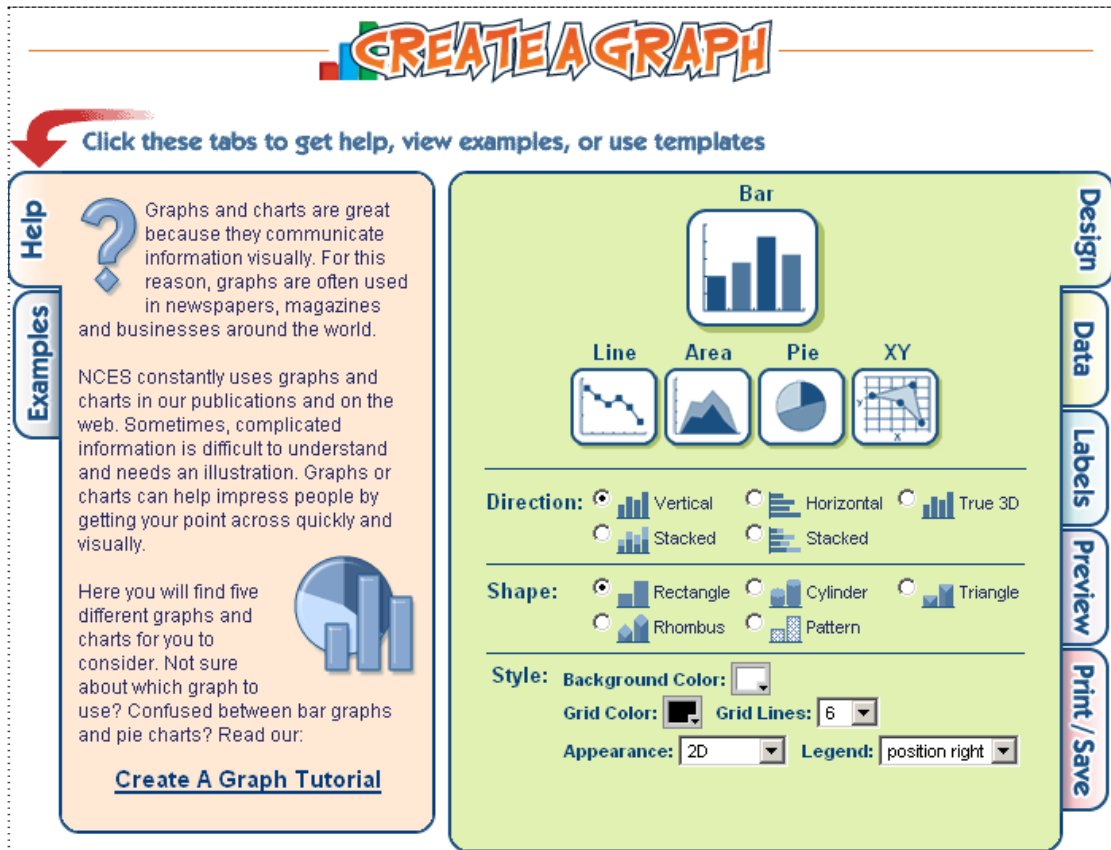 CREATE A GRAPH
Click these tabs to get help, view examples, or use templates
Help
Examples
?
Graphs and charts are great
because they communicate
information visually. For this
reason, graphs are often used
in newspapers, magazines
and businesses around the world.
NCES constantly uses graphs and
charts in our publications and on the
web. Sometimes, complicated
information is difficult to understand
and needs an illustration. Graphs or
charts can help impress people by
getting your point across quickly and
visually.
Here you will find five
different graphs and
charts for you to
consider. Not sure
about which graph to
use? Confused between bar graphs
and pie charts? Read our:
Create A Graph Tutorial
Bar
Line Area Pie XY
y
x
Direction: Vertical Horizontal True 3D
Stacked Stacked
Shape: Rectangle Cylinder Triangle
Rhombus Pattern
Style: Background Color:
Grid Color: Grid Lines: 6
Appearance: 2D Legend: position right
Design
Data
Labels
Preview
Print / Save